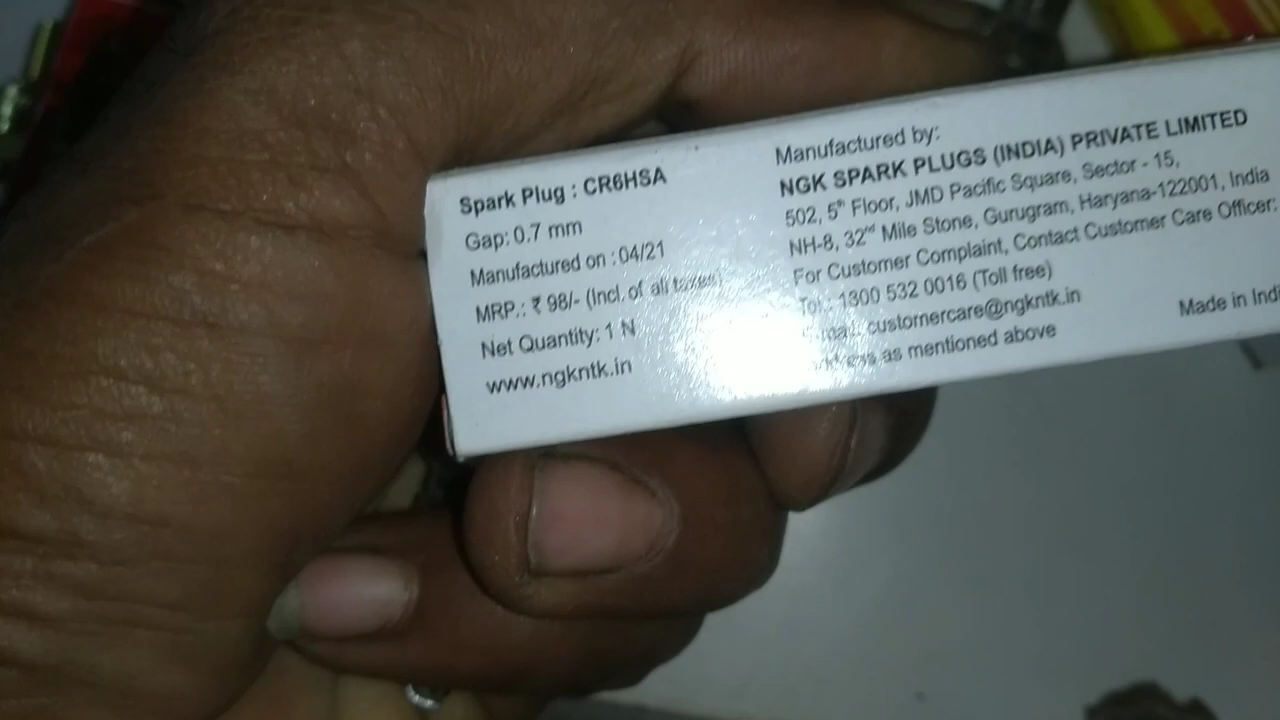 Spark Plug : CR6HSA
Gap: 0.7 mm
Manufactured on : 04/21
MRP.: ₹ 98/- (Incl. of all taxes)
Net Quantity: 1 N
www.ngkntk.in
Manufactured by:
NGK SPARK PLUGS (INDIA) PRIVATE LIMITED
502, 5th Floor, JMD Pacific Square, Sector - 15,
NH-8, 32nd Mile Stone, Gurugram, Haryana-122001, India
For Customer Complaint, Contact Customer Care Officer:
Tel.: 1800 532 0016 (Toll free)
customercare@ngkntk.in
as mentioned above
Made in